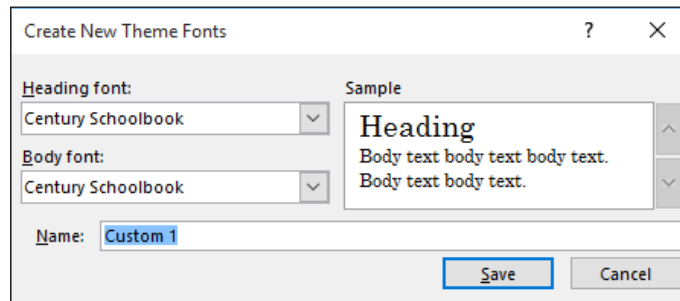 Create New Theme Fonts ?
Heading font:
Century Schoolbook
Body font:
Century Schoolbook
Sample
Heading
Body text body text body text.
Body text body text.
Name: Custom 1
Save Cancel